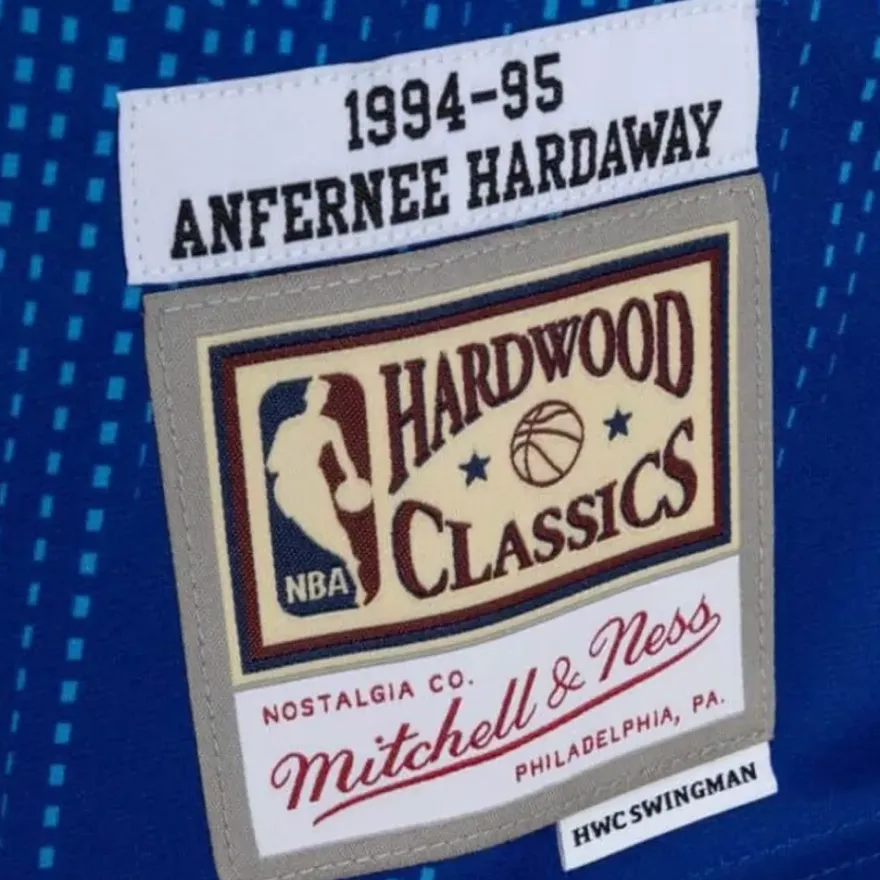 1994-95
ANFERNEE HARDAWAY
HARDWOOD
CLASSICS
NBA
NOSTALGIA CO.
Mitchell & Ness
PHILADELPHIA, PA.
HWC SWINGMAN